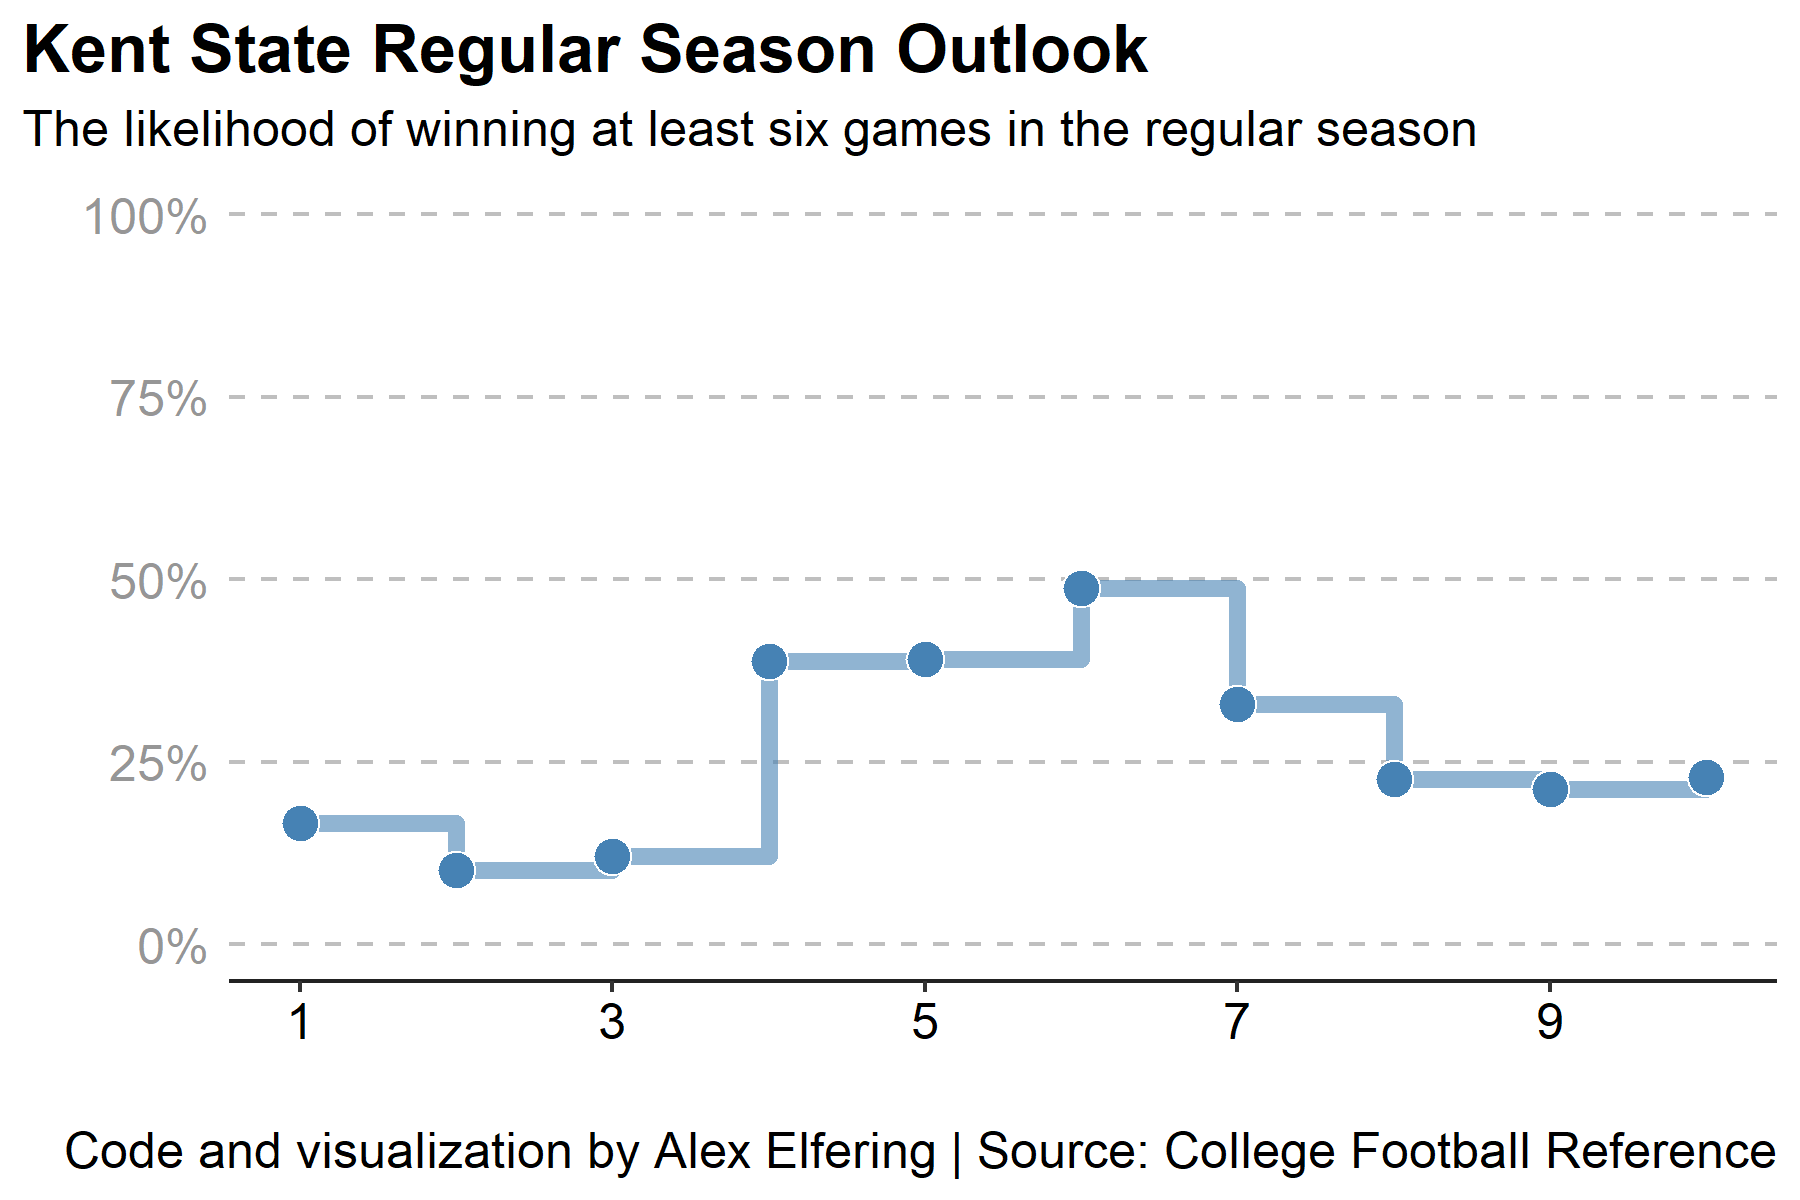 Kent State Regular Season Outlook
The likelihood of winning at least six games in the regular season
100%
75%
50%
25%
0%
1 3 5 7 9
Code and visualization by Alex Elfering | Source: College Football Reference